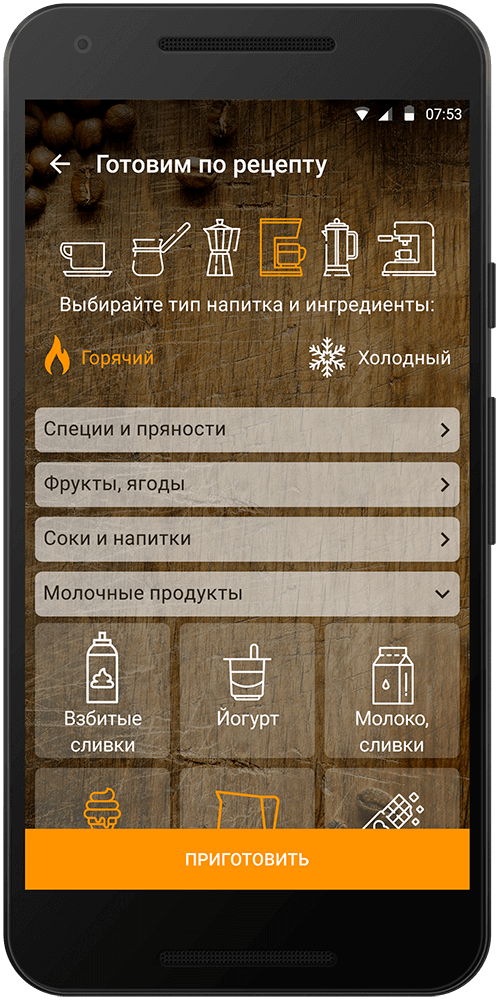 07:53
Готовим по рецепту
Выбирайте тип напитка и ингредиенты:
Горячий
Холодный
Специи и пряности
Фрукты, ягоды
Соки и напитки
Молочные продукты
Взбитые
сливки
Йогурт
Молоко,
сливки
ПРИГОТОВИТЬ